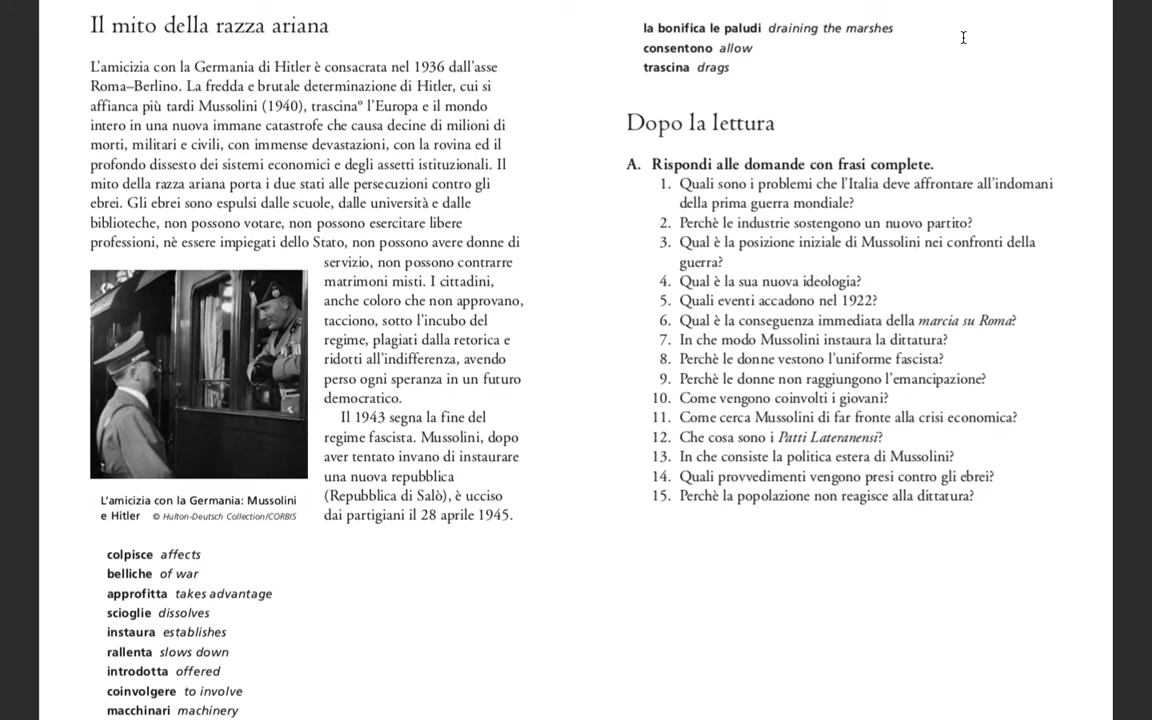 Il mito della razza ariana
L'amicizia con la Germania di Hitler è consacrata nel 1936 dall'asse
Roma–Berlino. La fredda e brutale determinazione di Hitler, cui si
affianca più tardi Mussolini (1940), trascina° l'Europa e il mondo
intero in una nuova immane catastrofe che causa decine di milioni di
morti, militari e civili, con immense devastazioni, con la rovina ed il
profondo dissesto dei sistemi economici e degli assetti istituzionali. Il
mito della razza ariana porta i due stati alle persecuzioni contro gli
ebrei. Gli ebrei sono espulsi dalle scuole, dalle università e dalle
biblioteche, non possono votare, non possono esercitare libere
professioni, nè essere impiegati dello Stato, non possono avere donne di
servizio, non possono contrarre
matrimoni misti. I cittadini,
anche coloro che non approvano,
tacciono, sotto l'incubo del
regime, plagiati dalla retorica e
ridotti all'indifferenza, avendo
perso ogni speranza in un futuro
democratico.
Il 1943 segna la fine del
regime fascista. Mussolini, dopo
aver tentato invano di instaurare
una nuova repubblica
(Repubblica di Salò), è ucciso
dai partigiani il 28 aprile 1945.
L'amicizia con la Germania: Mussolini
e Hitler © Hulton-Deutsch Collection/CORBIS
colpisce affects
belliche of war
approfitta takes advantage
scioglie dissolves
instaura establishes
rallenta slows down
introdotta offered
coinvolgere to involve
macchinari machinery
la bonifica le paludi draining the marshes
consentono allow
trascina drags
Dopo la lettura
A. Rispondi alle domande con frasi complete.
1. Quali sono i problemi che l'Italia deve affrontare all'indomani
della prima guerra mondiale?
2. Perchè le industrie sostengono un nuovo partito?
3. Qual è la posizione iniziale di Mussolini nei confronti della
guerra?
4. Qual è la sua nuova ideologia?
5. Quali eventi accadono nel 1922?
6. Qual è la conseguenza immediata della marcia su Roma?
7. In che modo Mussolini instaura la dittatura?
8. Perchè le donne vestono l'uniforme fascista?
9. Perchè le donne non raggiungono l'emancipazione?
10. Come vengono coinvolti i giovani?
11. Come cerca Mussolini di far fronte alla crisi economica?
12. Che cosa sono i Patti Lateranensi?
13. In che consiste la politica estera di Mussolini?
14. Quali provvedimenti vengono presi contro gli ebrei?
15. Perchè la popolazione non reagisce alla dittatura?